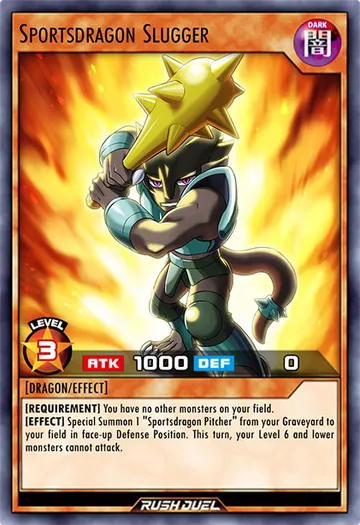 SPORTSDRAGON SLUGGER
DARK
闇
LEVEL
3
ATK 1000 DEF 0
[DRAGON/EFFECT]
[REQUIREMENT] You have no other monsters on your field.
[EFFECT] Special Summon 1 "Sportsdragon Pitcher" from your Graveyard to
your field in face-up Defense Position. This turn, your Level 6 and lower
monsters cannot attack.
RUSH DUEL